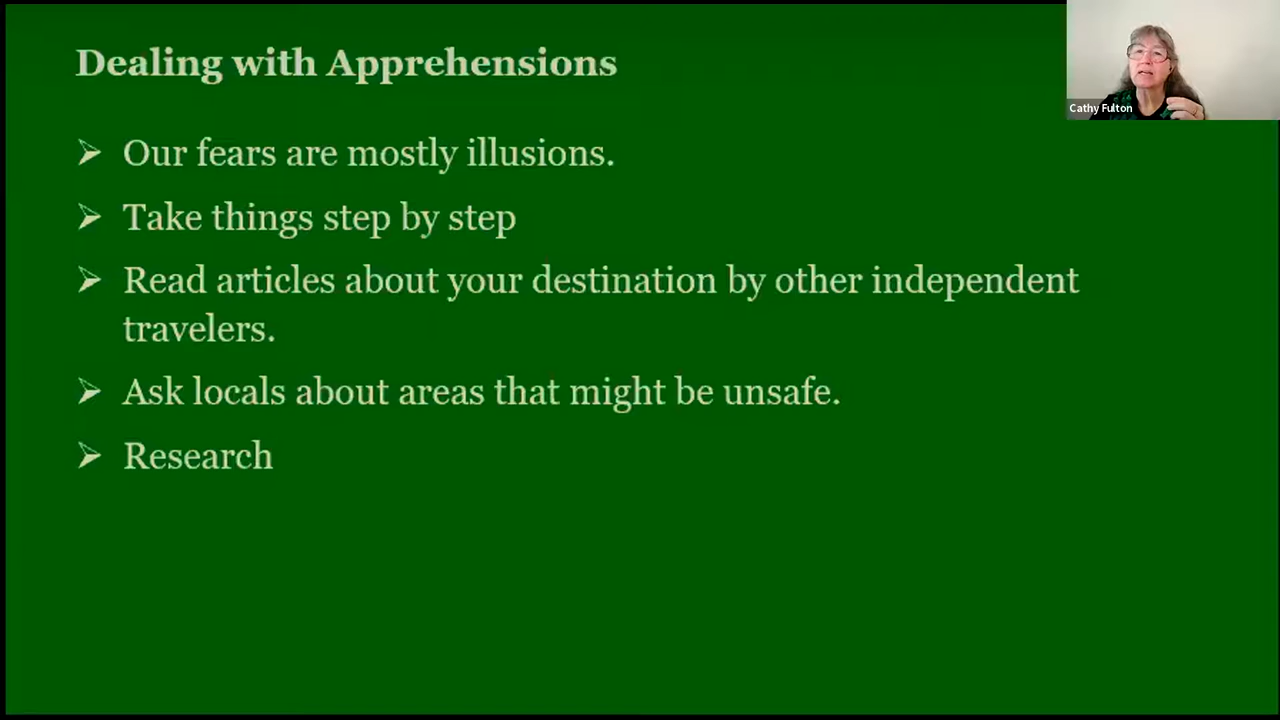 Dealing with Apprehensions
Cathy Fulton
➢ Our fears are mostly illusions.
➢ Take things step by step
➢ Read articles about your destination by other independent
travelers.
➢ Ask locals about areas that might be unsafe.
➢ Research